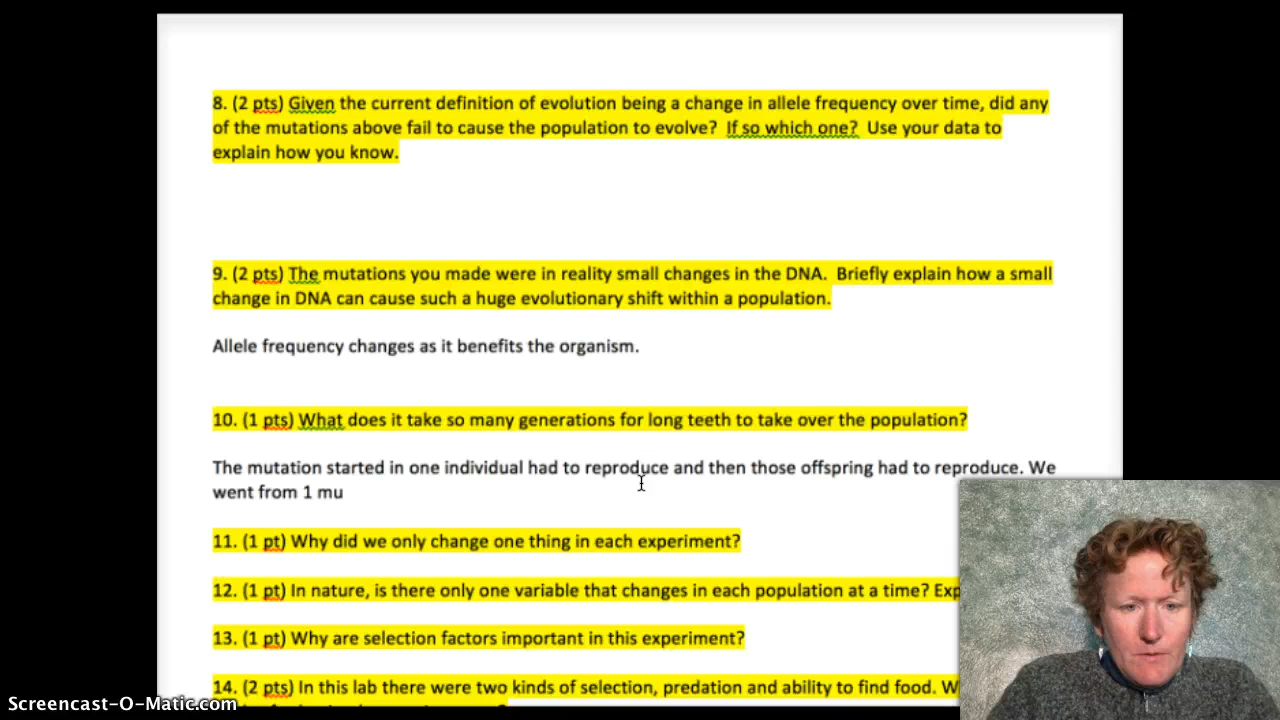 8. (2 pts) Given the current definition of evolution being a change in allele frequency over time, did any
of the mutations above fail to cause the population to evolve?  If so which one?  Use your data to
explain how you know.
9. (2 pts) The mutations you made were in reality small changes in the DNA.  Briefly explain how a small
change in DNA can cause such a huge evolutionary shift within a population.
Allele frequency changes as it benefits the organism.
10. (1 pts) What does it take so many generations for long teeth to take over the population?
The mutation started in one individual had to reproduce and then those offspring had to reproduce. We
went from 1 mu
11. (1 pt) Why did we only change one thing in each experiment?
12. (1 pt) In nature, is there only one variable that changes in each population at a time? Exp
13. (1 pt) Why are selection factors important in this experiment?
14. (2 pts) In this lab there were two kinds of selection, predation and ability to find food. W
Screencast-O-Matic.com